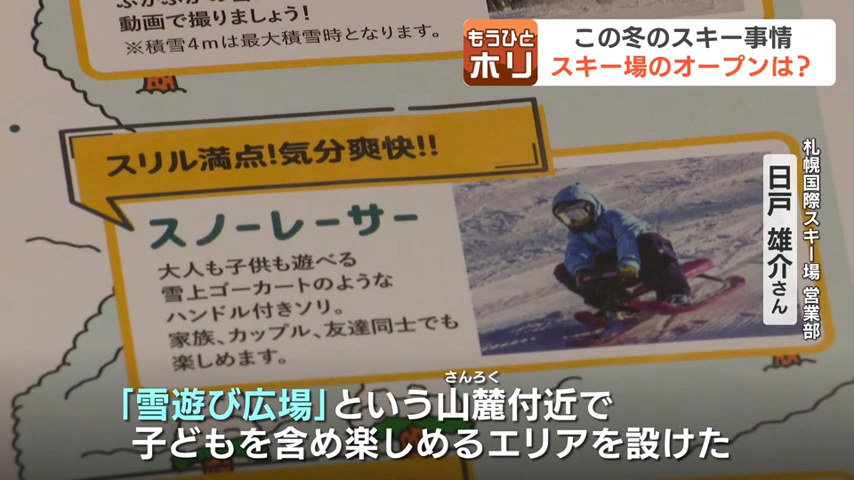 動画で撮りましょう!
※積雪4mは最大積雪時となります。
もうひと
ホリ
この冬のスキー事情
スキー場のオープンは?
スリル満点!気分爽快!!
スノーレーサー
大人も子供も遊べる
雪上ゴーカートのような
ハンドル付きソリ。
家族、カップル、友達同士でも
楽しめます。
札幌国際スキー場 営業部
日戸 雄介さん
さんろく
「雪遊び広場」という山麓付近で
子どもを含め楽しめるエリアを設けた